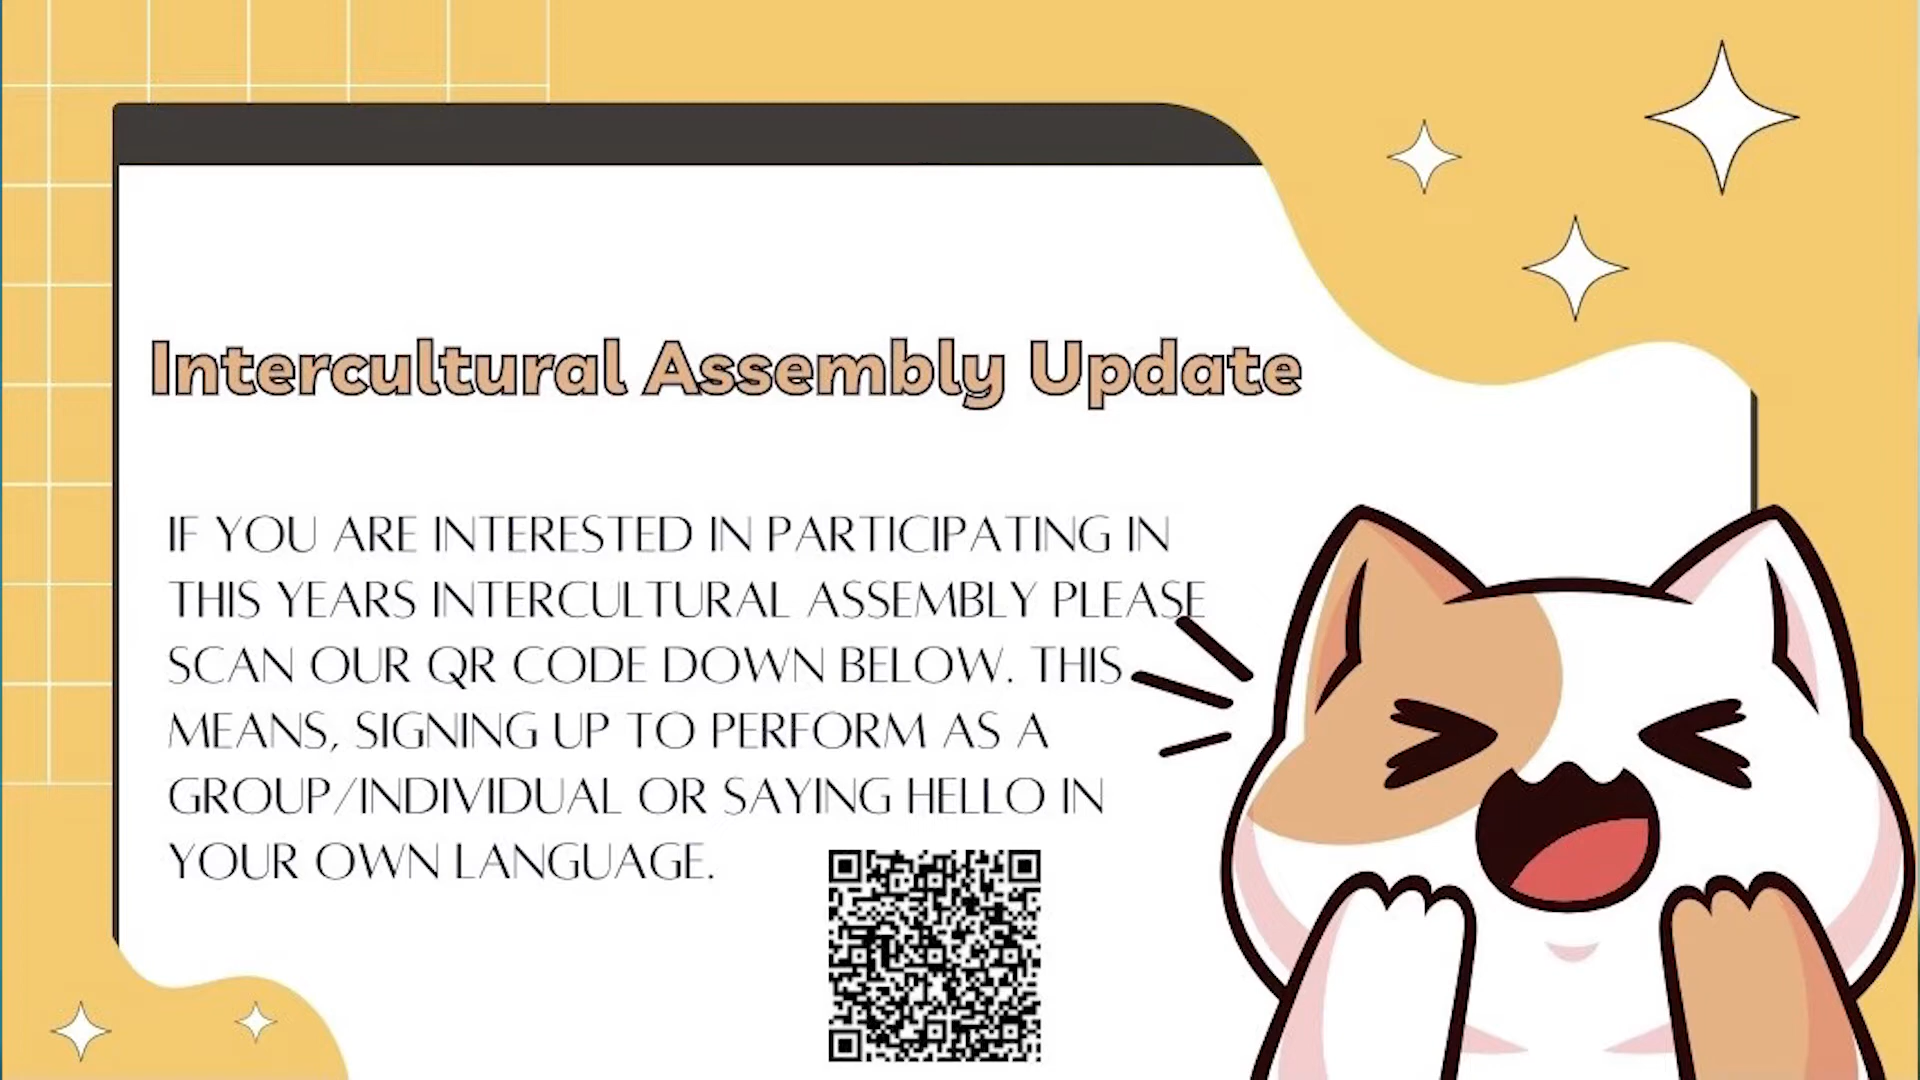 Intercultural Assembly Update
IF YOU ARE INTERESTED IN PARTICIPATING IN
THIS YEARS INTERCULTURAL ASSEMBLY PLEASE
SCAN OUR QR CODE DOWN BELOW. THIS
MEANS, SIGNING UP TO PERFORM AS A
GROUP/INDIVIDUAL OR SAYING HELLO IN
YOUR OWN LANGUAGE.